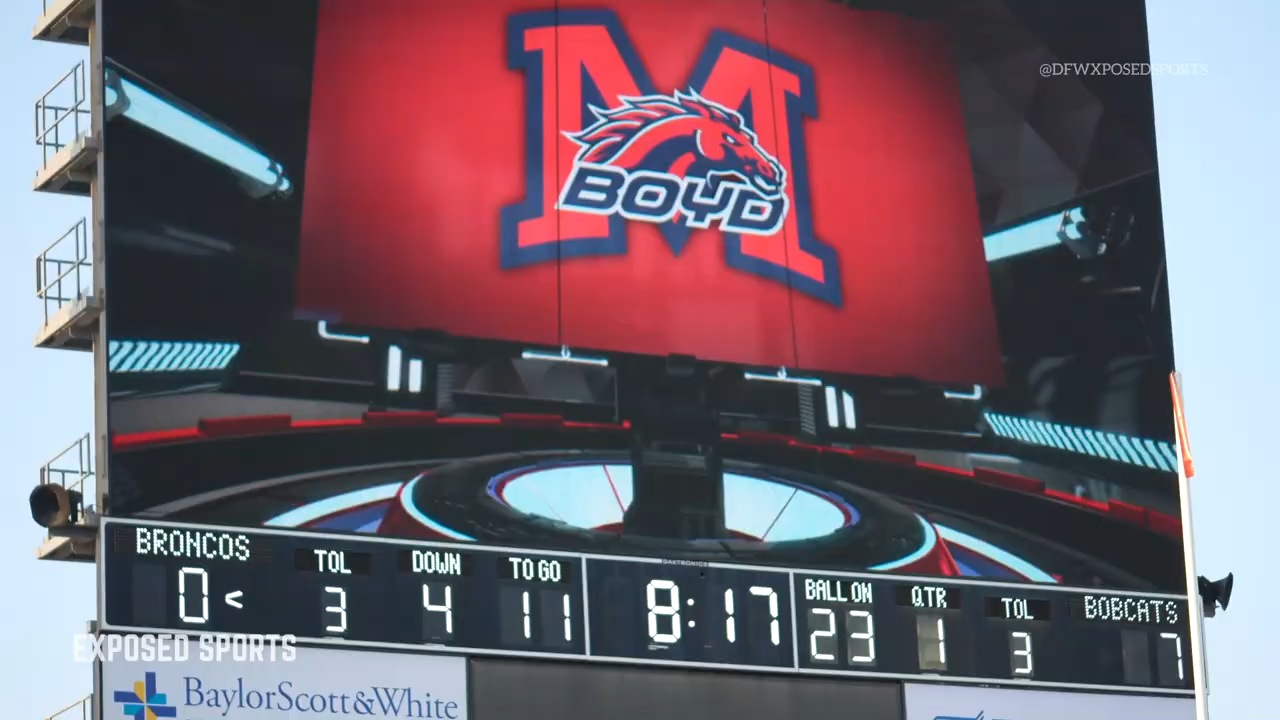 @DFWXPOSEDSPORTS
M
BOYD
BRONCOS
0 <
TOL
3
DOWN
4
TO GO
11
DAKTRONICS
8:17
BALL ON
23
QTR
1
TOL
3
BOBCATS
7
EXPOSED SPORTS
BaylorScott&White